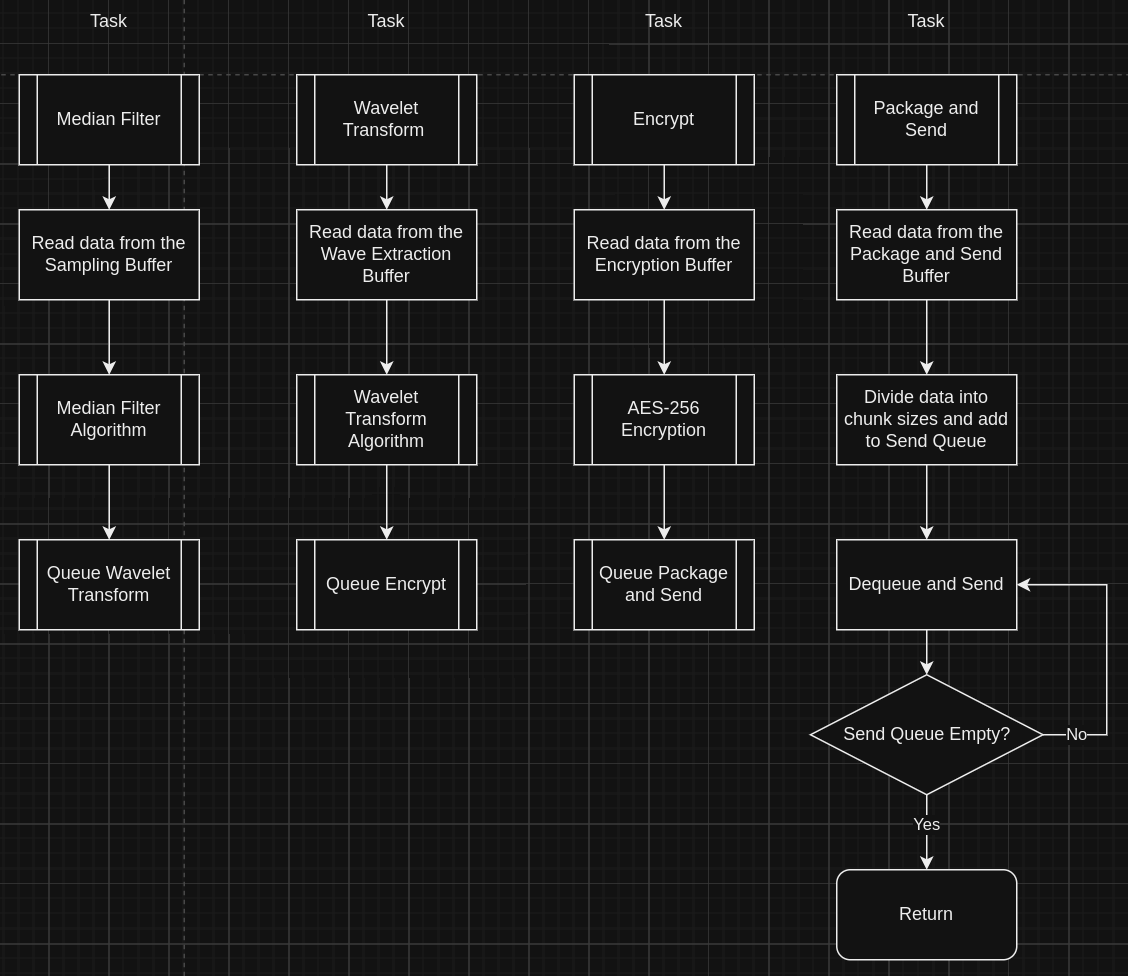 Task
Median Filter
Read data from the
Sampling Buffer
Median Filter
Algorithm
Queue Wavelet
Transform
Task
Wavelet
Transform
Read data from the
Wave Extraction
Buffer
Wavelet
Transform
Algorithm
Queue Encrypt
Task
Encrypt
Read data from the
Encryption Buffer
AES-256
Encryption
Queue Package
and Send
Task
Package and
Send
Read data from the
Package and Send
Buffer
Divide data into
chunk sizes and add
to Send Queue
Dequeue and Send
Send Queue Empty?
No
Yes
Return